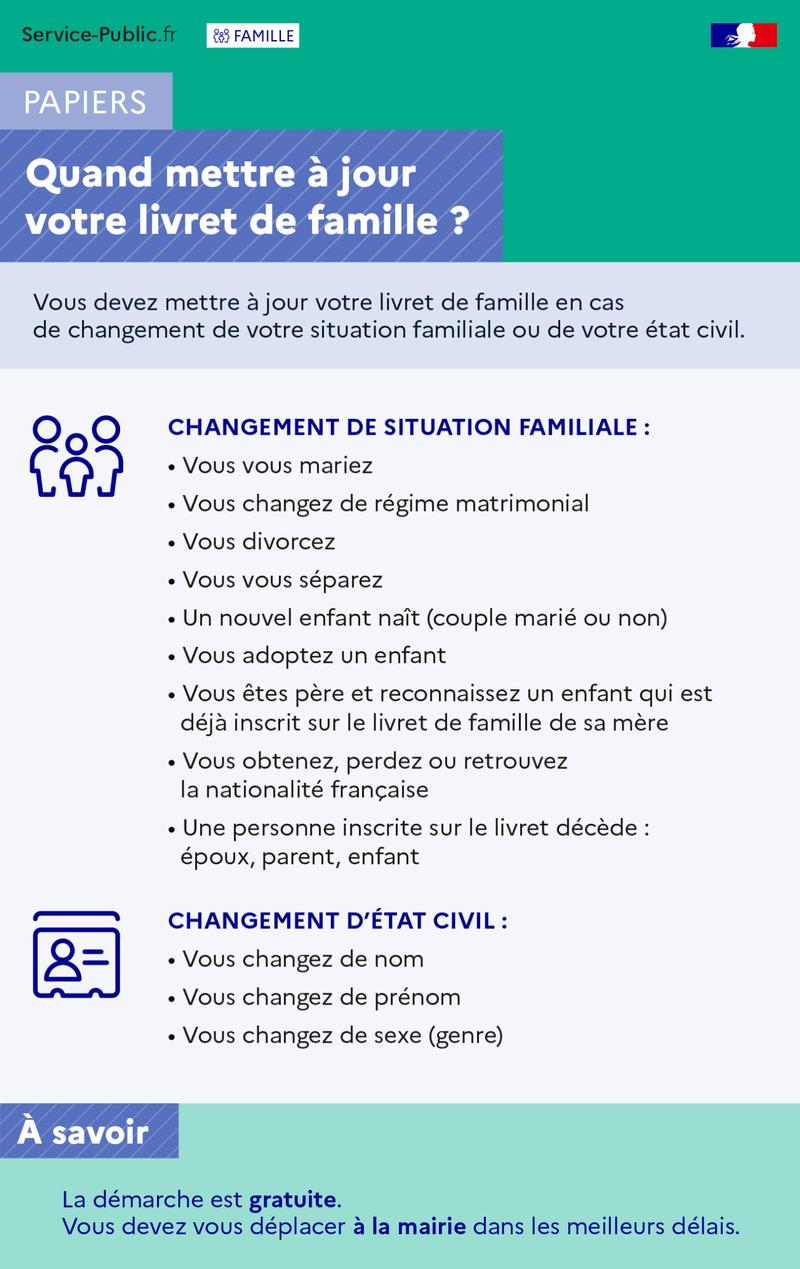 Service-Public.fr
FAMILLE
PAPIERS
Quand mettre à jour
votre livret de famille ?
Vous devez mettre à jour votre livret de famille en cas
de changement de votre situation familiale ou de votre état civil.
CHANGEMENT DE SITUATION FAMILIALE :
• Vous vous mariez
• Vous changez de régime matrimonial
• Vous divorcez
• Vous vous séparez
• Un nouvel enfant naît (couple marié ou non)
• Vous adoptez un enfant
• Vous êtes père et reconnaissez un enfant qui est
déjà inscrit sur le livret de famille de sa mère
• Vous obtenez, perdez ou retrouvez
la nationalité française
• Une personne inscrite sur le livret décède :
époux, parent, enfant
CHANGEMENT D’ÉTAT CIVIL :
• Vous changez de nom
• Vous changez de prénom
• Vous changez de sexe (genre)
À savoir
La démarche est gratuite.
Vous devez vous déplacer à la mairie dans les meilleurs délais.